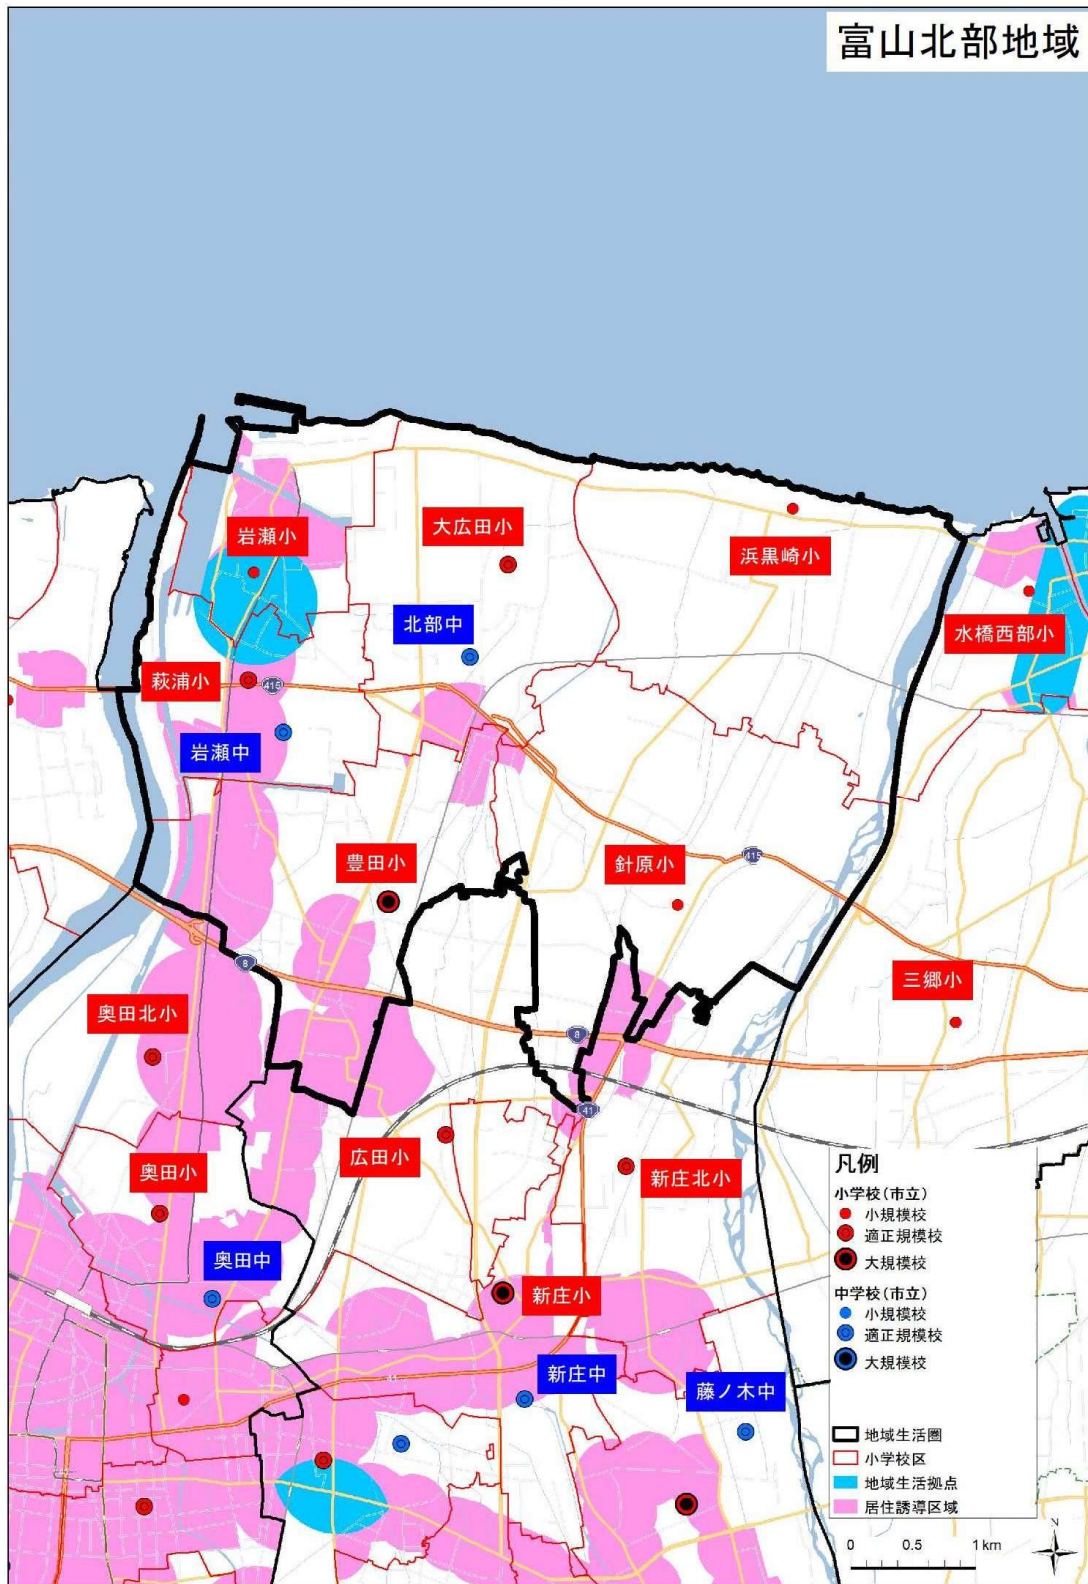 富山北部地域
岩瀬小
大広田小
浜黒崎小
北部中
水橋西部小
萩浦小
416
岩瀬中
豊田小
針原小
415
8
三郷小
奥田北小
8
41
広田小
新庄北小
奥田小
奥田中
新庄小
新庄中
藤ノ木中
41
凡例
小学校(市立)
小規模校
適正規模校
大規模校
中学校(市立)
小規模校
適正規模校
大規模校
地域生活圏
小学校区
地域生活拠点
居住誘導区域
N
0 0.5 1 km